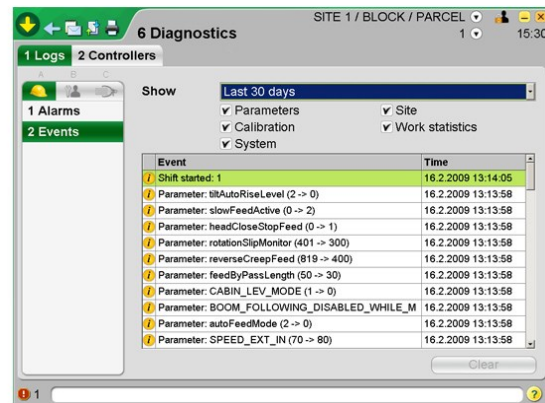 6 Diagnostics
SITE 1 / BLOCK / PARCEL
1
15:30
1 Logs
2 Controllers
A B C
1 Alarms
2 Events
Show
Last 30 days
Parameters
Site
Calibration
Work statistics
System
Event Time
Shift started: 1 16.2.2009 13:14:05
Parameter: tiltAutoRiseLevel (2 -> 0) 16.2.2009 13:13:58
Parameter: slowFeedActive (0 -> 2) 16.2.2009 13:13:58
Parameter: headCloseStopFeed (0 -> 1) 16.2.2009 13:13:58
Parameter: rotationSlipMonitor (401 -> 300) 16.2.2009 13:13:58
Parameter: reverseCreepFeed (819 -> 400) 16.2.2009 13:13:58
Parameter: feedByPassLength (50 -> 30) 16.2.2009 13:13:58
Parameter: CABIN_LEV_MODE (1 -> 0) 16.2.2009 13:13:58
Parameter: BOOM_FOLLOWING_DISABLED_WHILE_M 16.2.2009 13:13:58
Parameter: autoFeedMode (2 -> 0) 16.2.2009 13:13:58
Parameter: SPEED_EXT_IN (70 -> 80) 16.2.2009 13:13:58
Clear
1